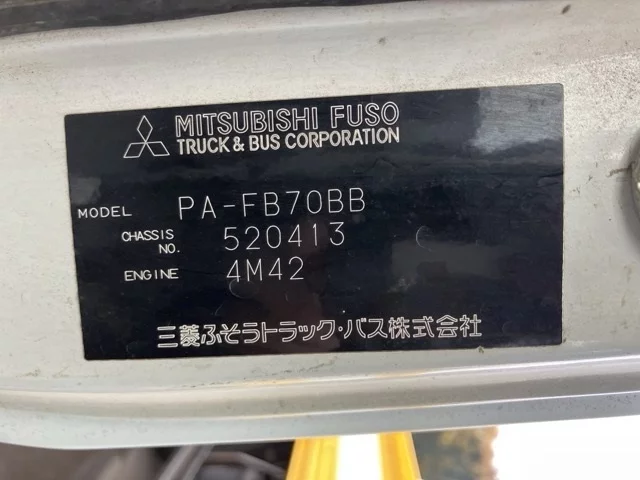 MITSUBISHI FUSO
TRUCK & BUS CORPORATION
MODEL PA-FB70BB
CHASSIS NO. 520413
ENGINE 4M42
三菱ふそうトラック・バス株式会社